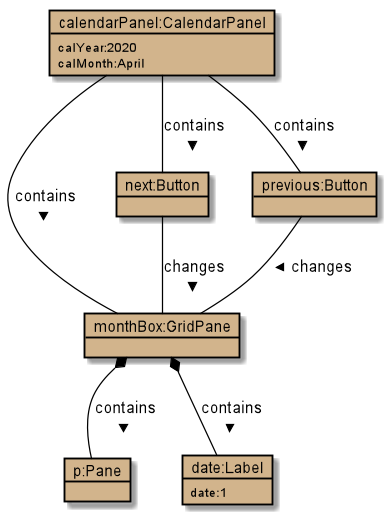 calendarPanel:CalendarPanel
calYear:2020
calMonth:April
contains
contains
contains
next:Button
previous:Button
changes
changes
monthBox:GridPane
contains
contains
p:Pane
date:Label
date:1